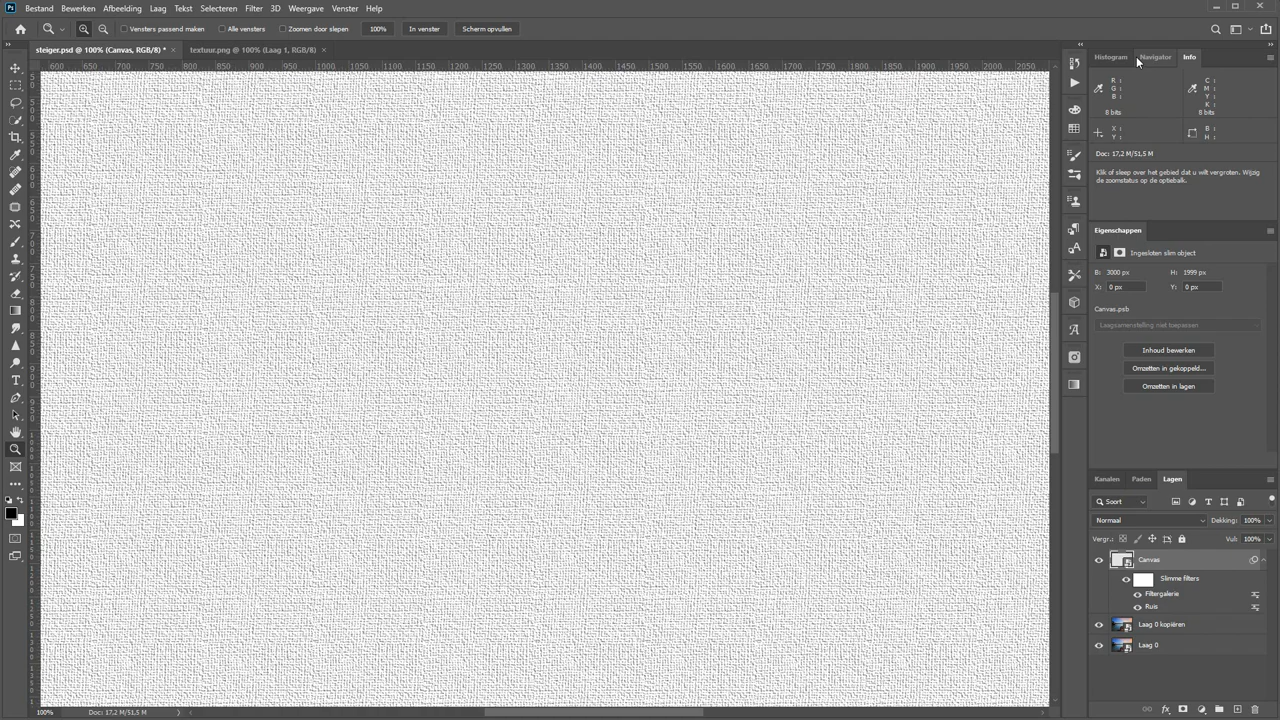 Ps Bestand Bewerken Afbeelding Laag Tekst Selecteren Filter 3D Weergave Venster Help
Vensters passend maken Alle vensters Zoomen door slepen 100% In venster Scherm opvullen
steiger.psd @ 100% (Canvas, RGB/8) * × textuur.png @ 100% (Laag 1, RGB/8) ×
600 650 700 750 800 850 900 950 1000 1050 1100 1150 1200 1250 1300 1350 1400 1450 1500 1550 1600 1650 1700 1750 1800 1850 1900 1950 2000 2050
Histogram Navigator Info
R : C :
G : M :
B : Y :
K :
8 bits 8 bits
X : B :
Y : H :
Doc: 17,2 M/51,5 M
Klik of sleep over het gebied dat u wilt vergroten. Wijzig
de zoomstatus op de optiebalk.
Eigenschappen
Ingesloten slim object
B: 3000 px H: 1999 px
X: 0 px Y: 0 px
Canvas.psb
Laagsamenstelling niet toepassen
Inhoud bewerken
Omzetten in gekoppeld...
Omzetten in lagen
Kanalen Paden Lagen
Soort
Normaal Dekking: 100%
Vergr.: Vul: 100%
Canvas
Slimme filters
Filtergalerie
Ruis
Laag 0 kopiëren
Laag 0
100% Doc: 17,2 M/51,5 M